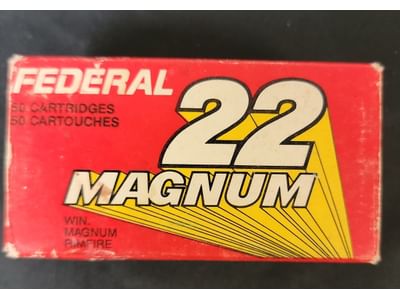 FEDERAL
50 CARTRIDGES
50 CARTOUCHES
22
MAGNUM
WIN.
MAGNUM
RIMFIRE